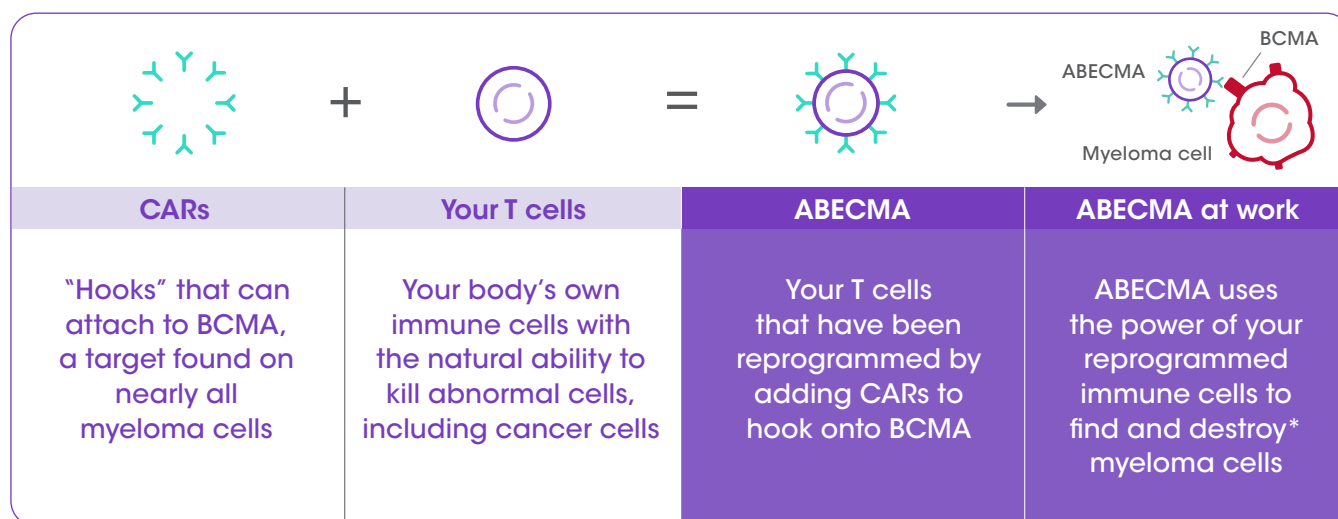 +
=
→
ABECMA
BCMA
Myeloma cell
CARs
Your T cells
ABECMA
ABECMA at work
“Hooks” that can
attach to BCMA,
a target found on
nearly all
myeloma cells
Your body’s own
immune cells with
the natural ability to
kill abnormal cells,
including cancer cells
Your T cells
that have been
reprogrammed by
adding CARs to
hook onto BCMA
ABECMA uses
the power of your
reprogrammed
immune cells to
find and destroy*
myeloma cells